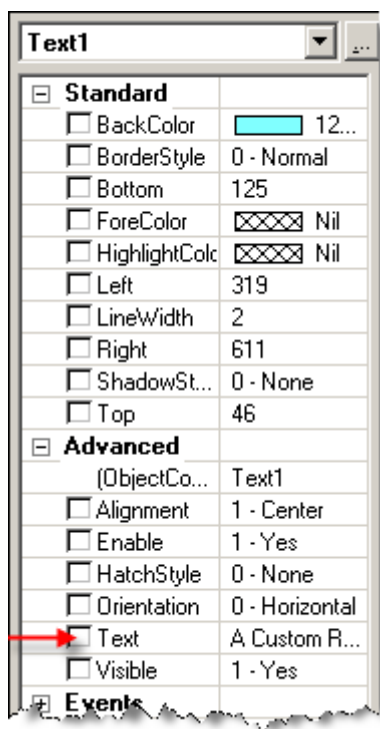 Text1 ...
Standard
BackColor 12...
BorderStyle 0 - Normal
Bottom 125
ForeColor Nil
HighlightColc Nil
Left 319
LineWidth 2
Right 611
ShadowSt... 0 - None
Top 46
Advanced
(ObjectCo... Text1
Alignment 1 - Center
Enable 1 - Yes
HatchStyle 0 - None
Orientation 0 - Horizontal
Text A Custom R...
Visible 1 - Yes
Events